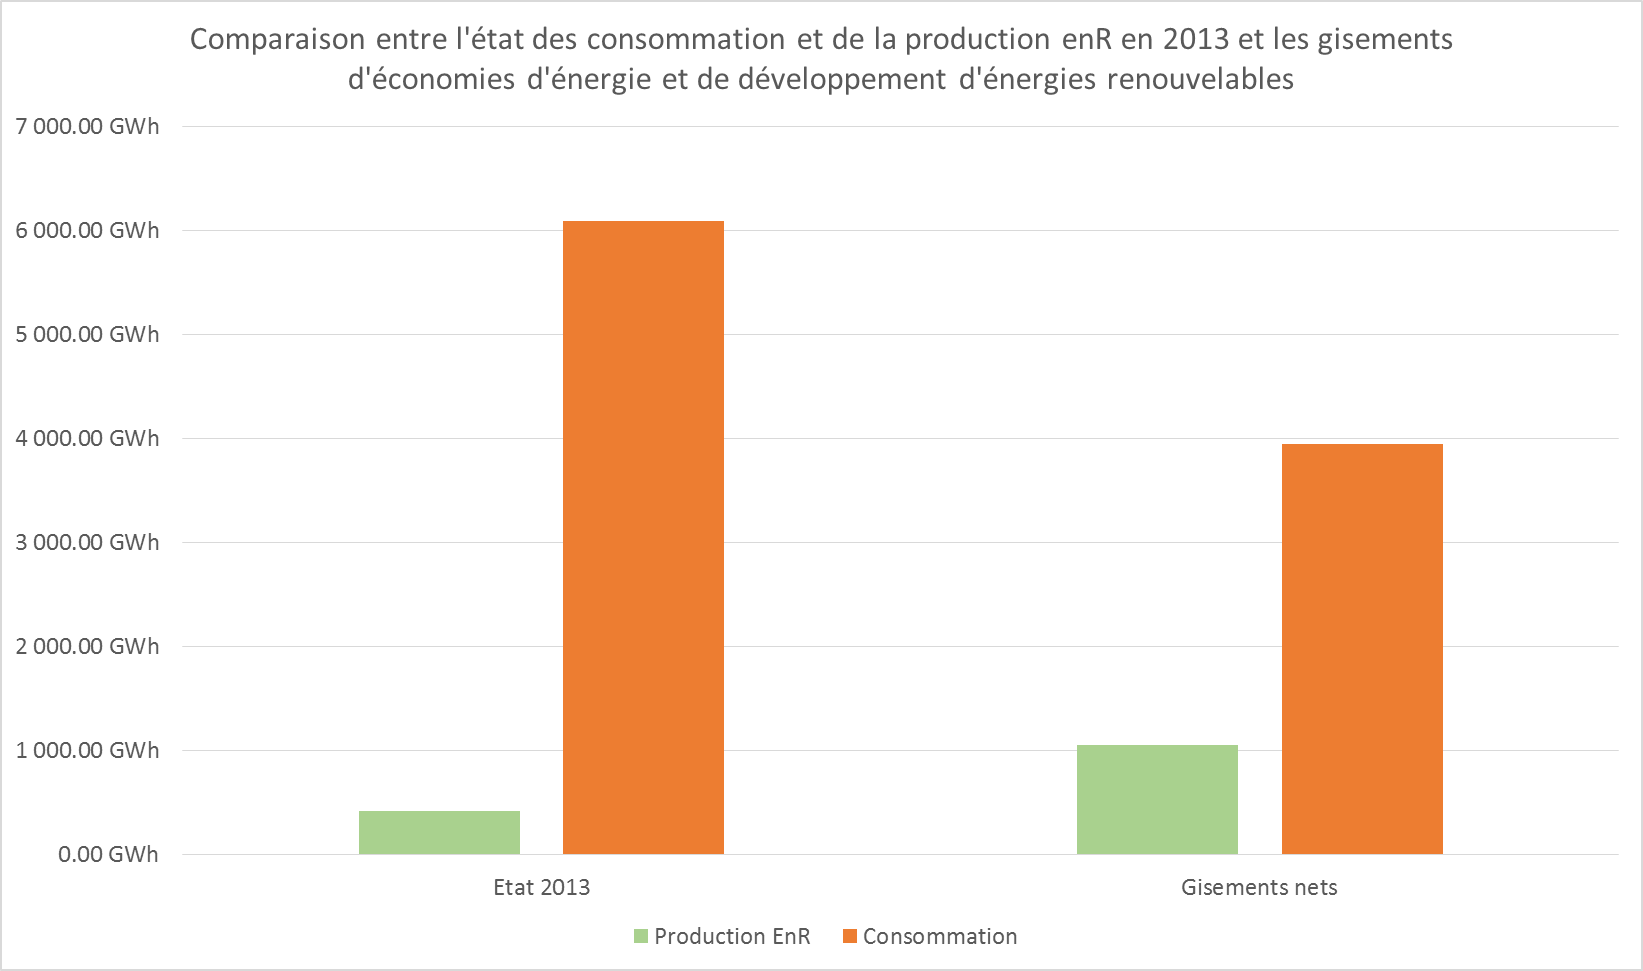 Comparaison entre l'état des consommation et de la production enR en 2013 et les gisements
d'économies d'énergie et de développement d'énergies renouvelables
7 000.00 GWh
6 000.00 GWh
5 000.00 GWh
4 000.00 GWh
3 000.00 GWh
2 000.00 GWh
1 000.00 GWh
0.00 GWh
Etat 2013
Gisements nets
Production EnR
Consommation